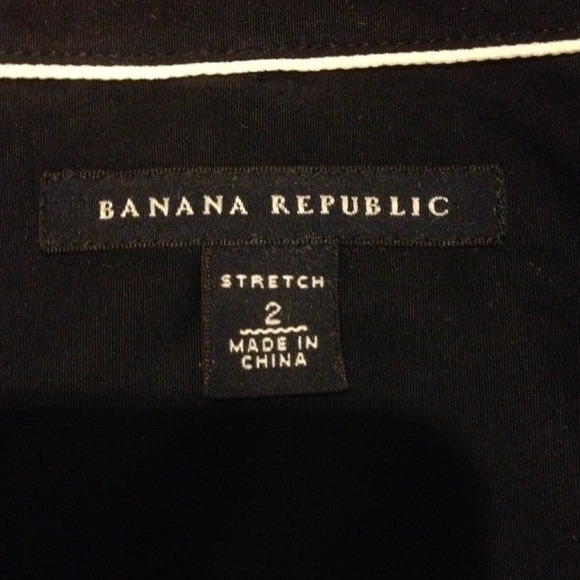 BANANA REPUBLIC
STRETCH
2
MADE IN
CHINA